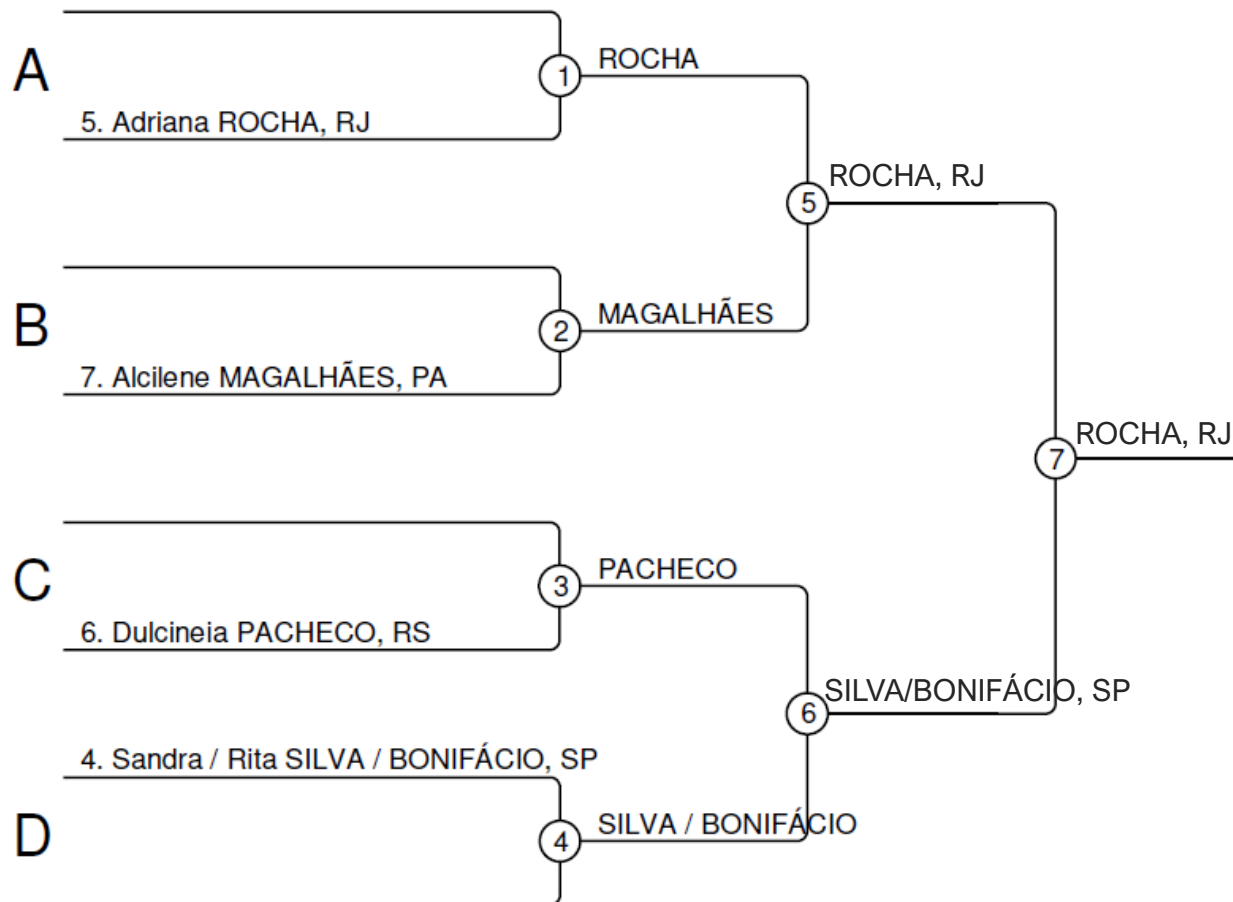 A
1
ROCHA
5. Adriana ROCHA, RJ
5
ROCHA, RJ
B
2
MAGALHÃES
7. Alcilene MAGALHÃES, PA
7
ROCHA, RJ
C
3
PACHECO
6. Dulcineia PACHECO, RS
6
SILVA/BONIFÁCIO, SP
4. Sandra / Rita SILVA / BONIFÁCIO, SP
D
4
SILVA / BONIFÁCIO